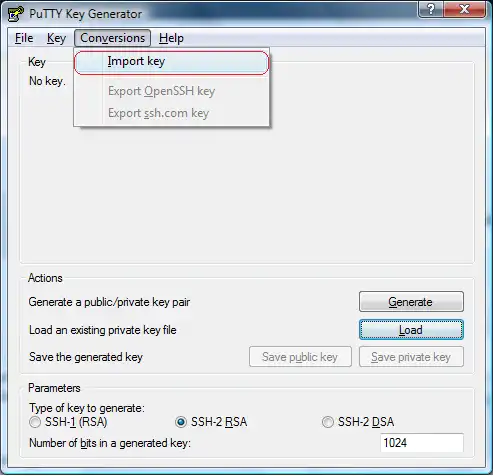 PuTTY Key Generator
File Key Conversions Help
Import key
Export OpenSSH key
Export ssh.com key
Key
No key.
Actions
Generate a public/private key pair Generate
Load an existing private key file Load
Save the generated key Save public key Save private key
Parameters
Type of key to generate:
SSH-1 (RSA) SSH-2 RSA SSH-2 DSA
Number of bits in a generated key: 1024